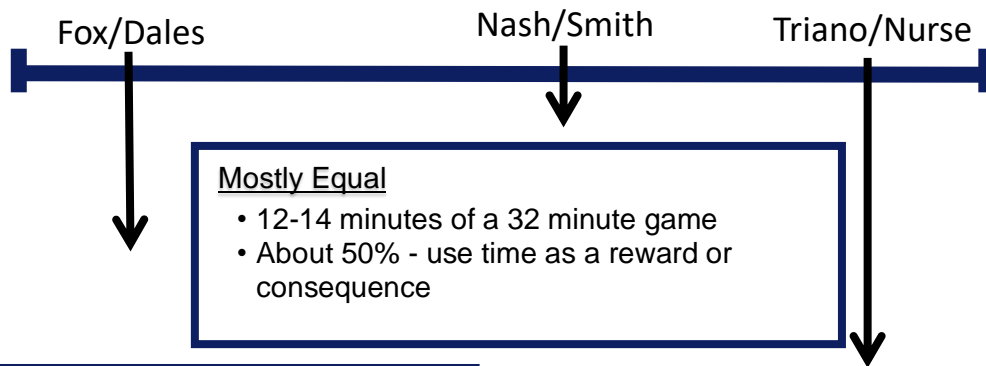 Fox/Dales
Nash/Smith
Triano/Nurse
Mostly Equal
• 12-14 minutes of a 32 minute game
• About 50% - use time as a reward or
consequence